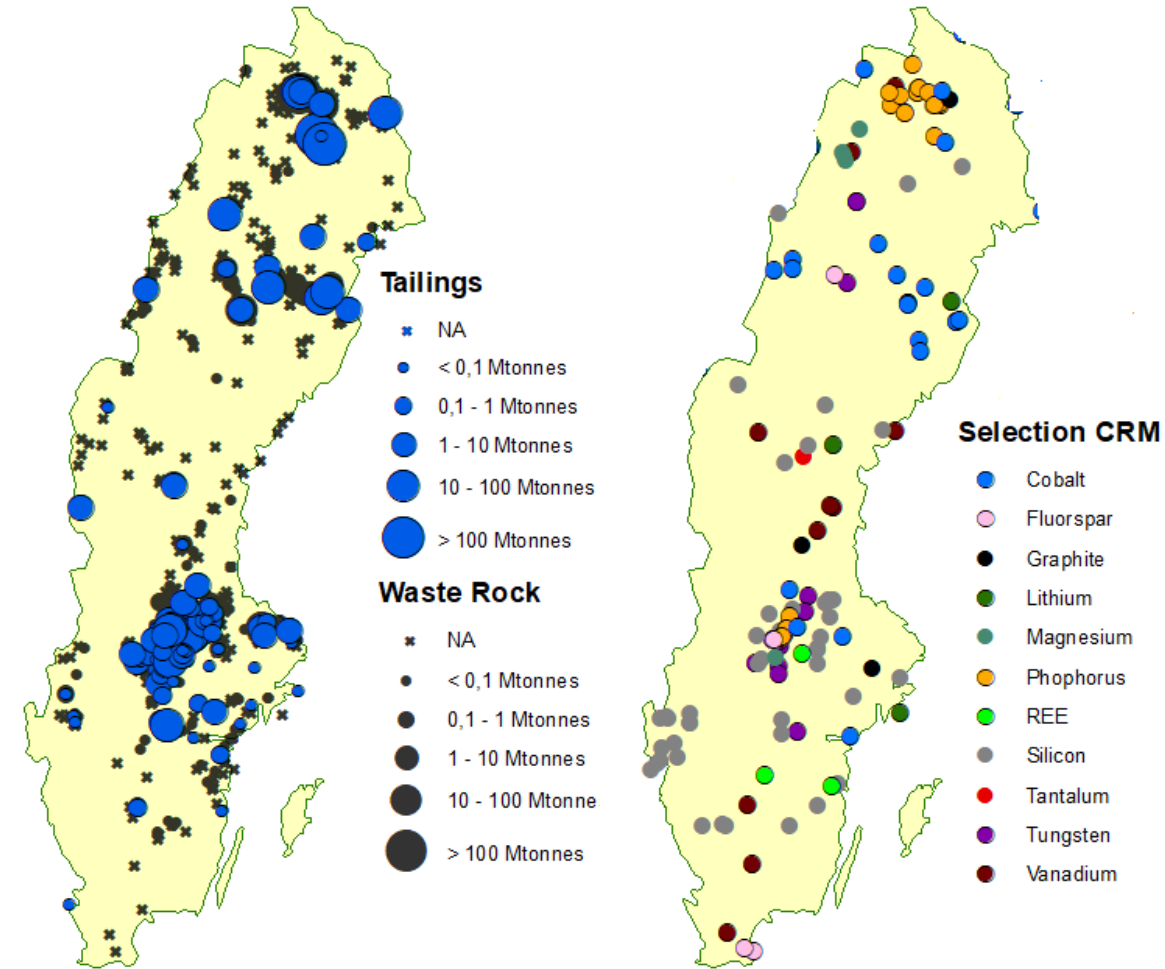 Tailings
NA
< 0,1 Mtonnes
0,1 - 1 Mtonnes
1 - 10 Mtonnes
10 - 100 Mtonnes
> 100 Mtonnes
Waste Rock
NA
< 0,1 Mtonnes
0,1 - 1 Mtonnes
1 - 10 Mtonnes
10 - 100 Mtonne
> 100 Mtonnes
Selection CRM
Cobalt
Fluorspar
Graphite
Lithium
Magnesium
Phophorus
REE
Silicon
Tantalum
Tungsten
Vanadium